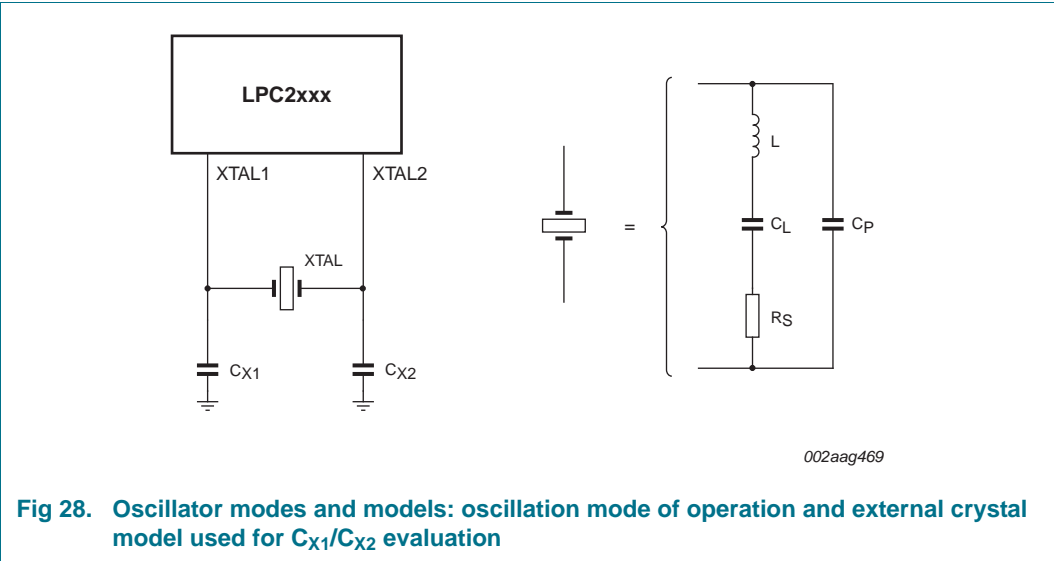 LPC2xxx
XTAL1
XTAL2
XTAL
CX1
CX2
=
L
CL
CP
RS
002aag469
Fig 28. Oscillator modes and models: oscillation mode of operation and external crystal
model used for CX1/CX2 evaluation